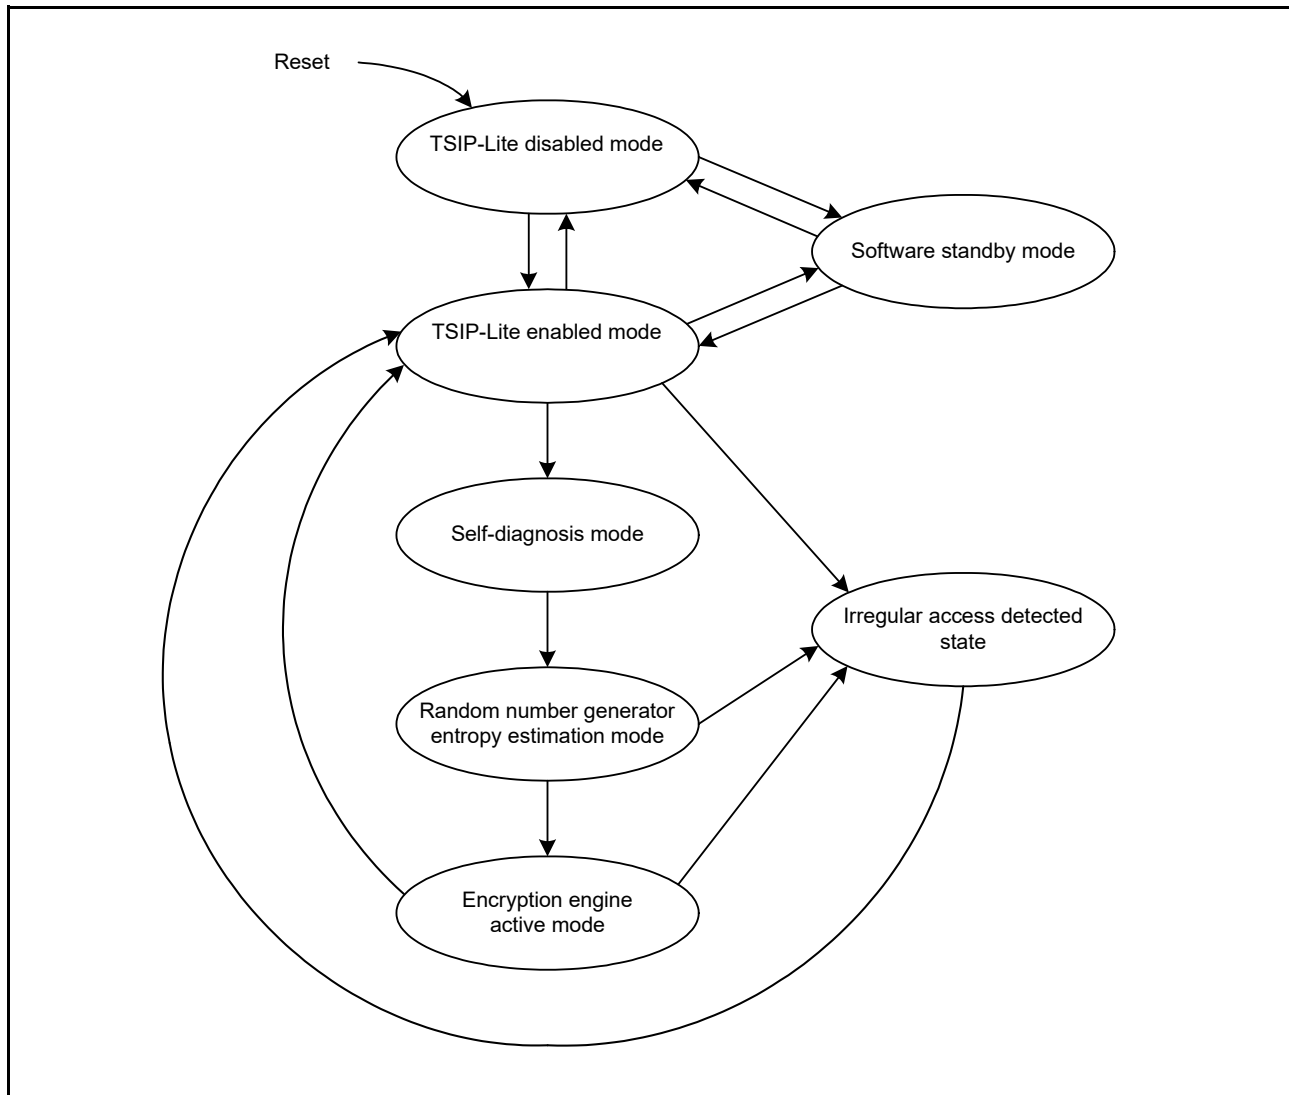 Reset
TSIP-Lite disabled mode
Software standby mode
TSIP-Lite enabled mode
Self-diagnosis mode
Irregular access detected
state
Random number generator
entropy estimation mode
Encryption engine
active mode